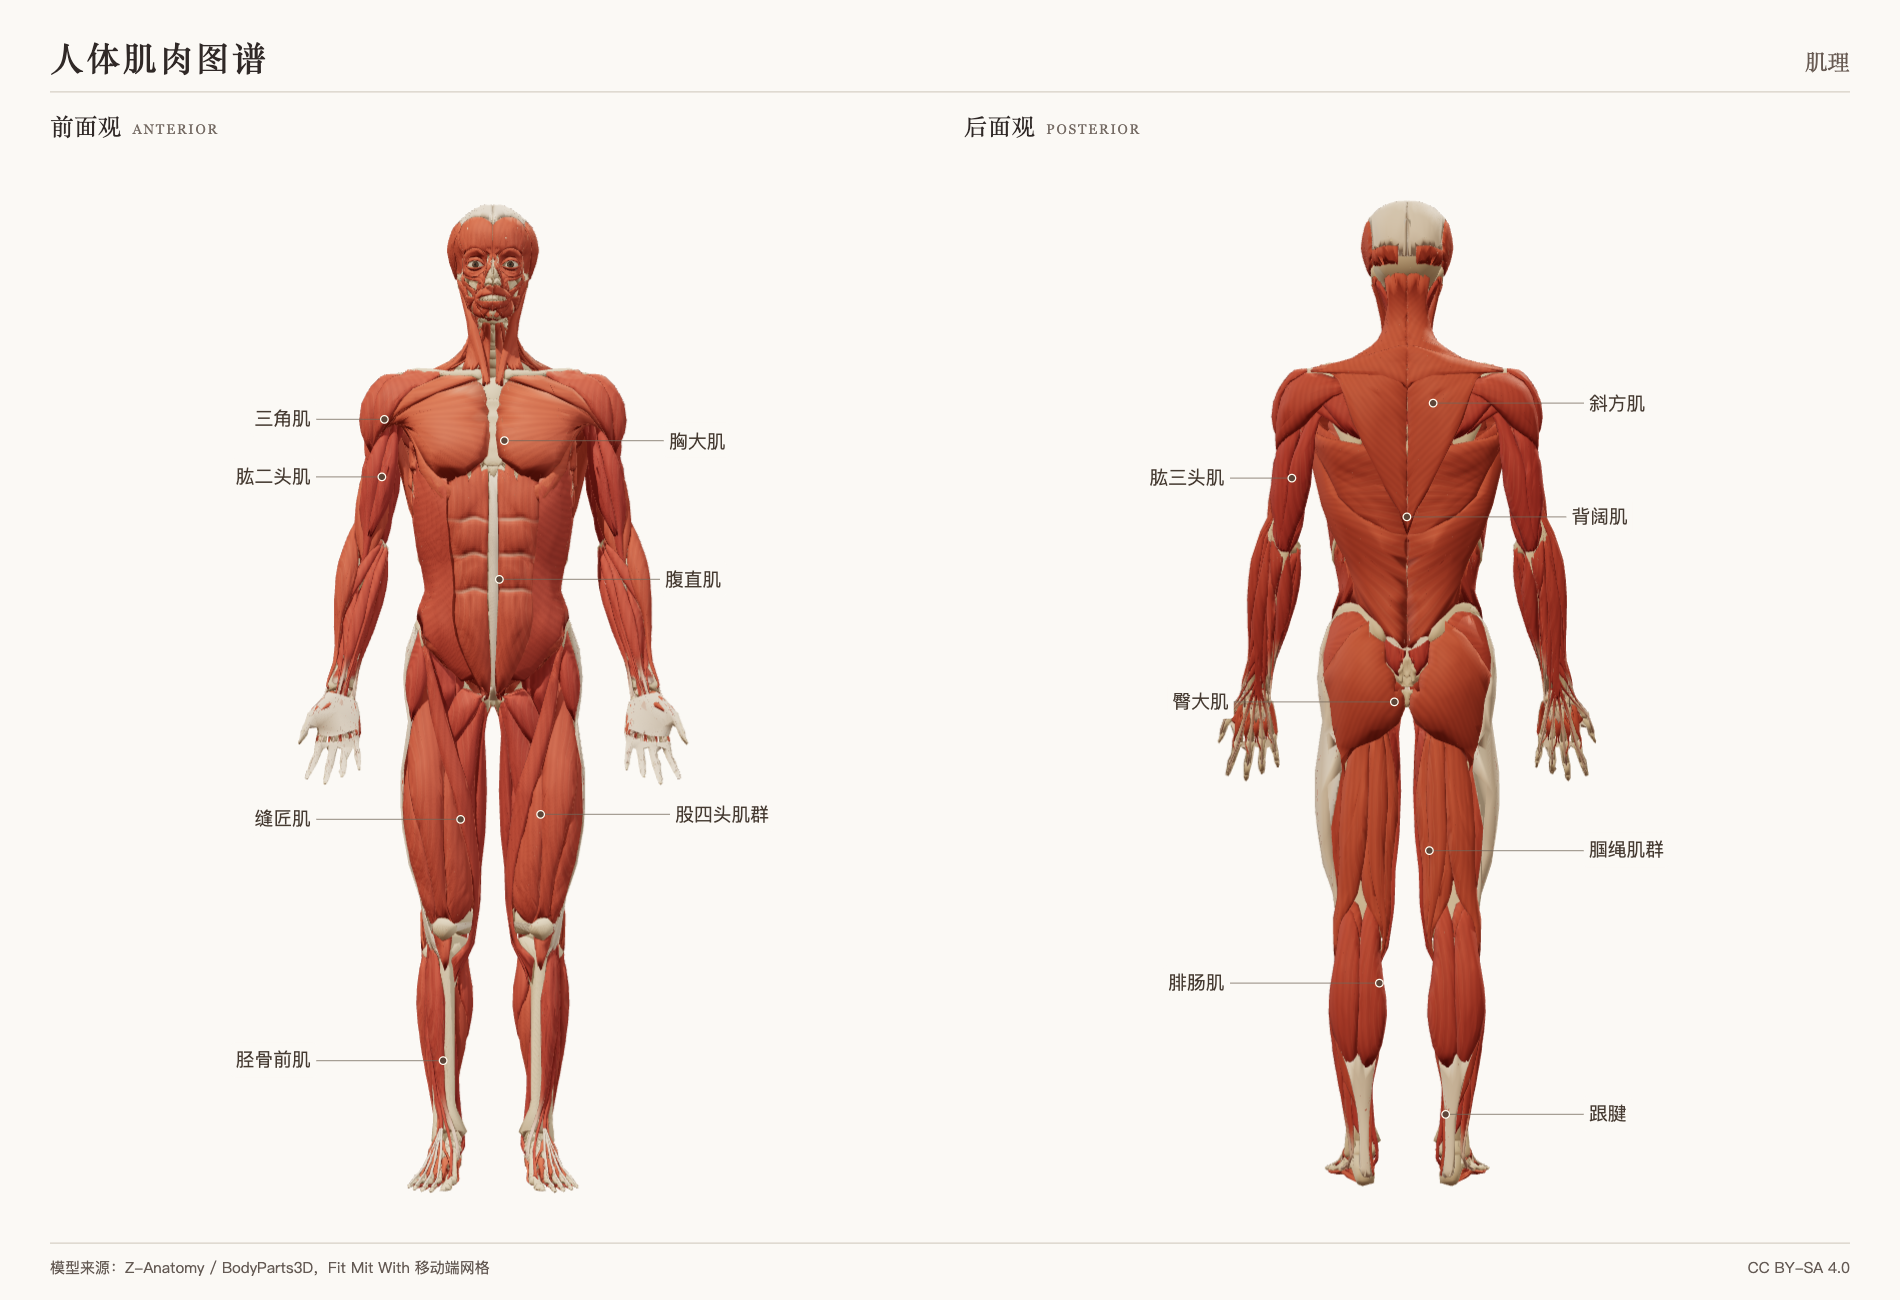 人体肌肉图谱
肌理
前面观 ANTERIOR
后面观 POSTERIOR
三角肌
胸大肌
肱二头肌
腹直肌
缝匠肌
股四头肌群
胫骨前肌
斜方肌
肱三头肌
背阔肌
臀大肌
腘绳肌群
腓肠肌
跟腱
模型来源：Z-Anatomy / BodyParts3D，Fit Mit With 移动端网格
CC BY-SA 4.0